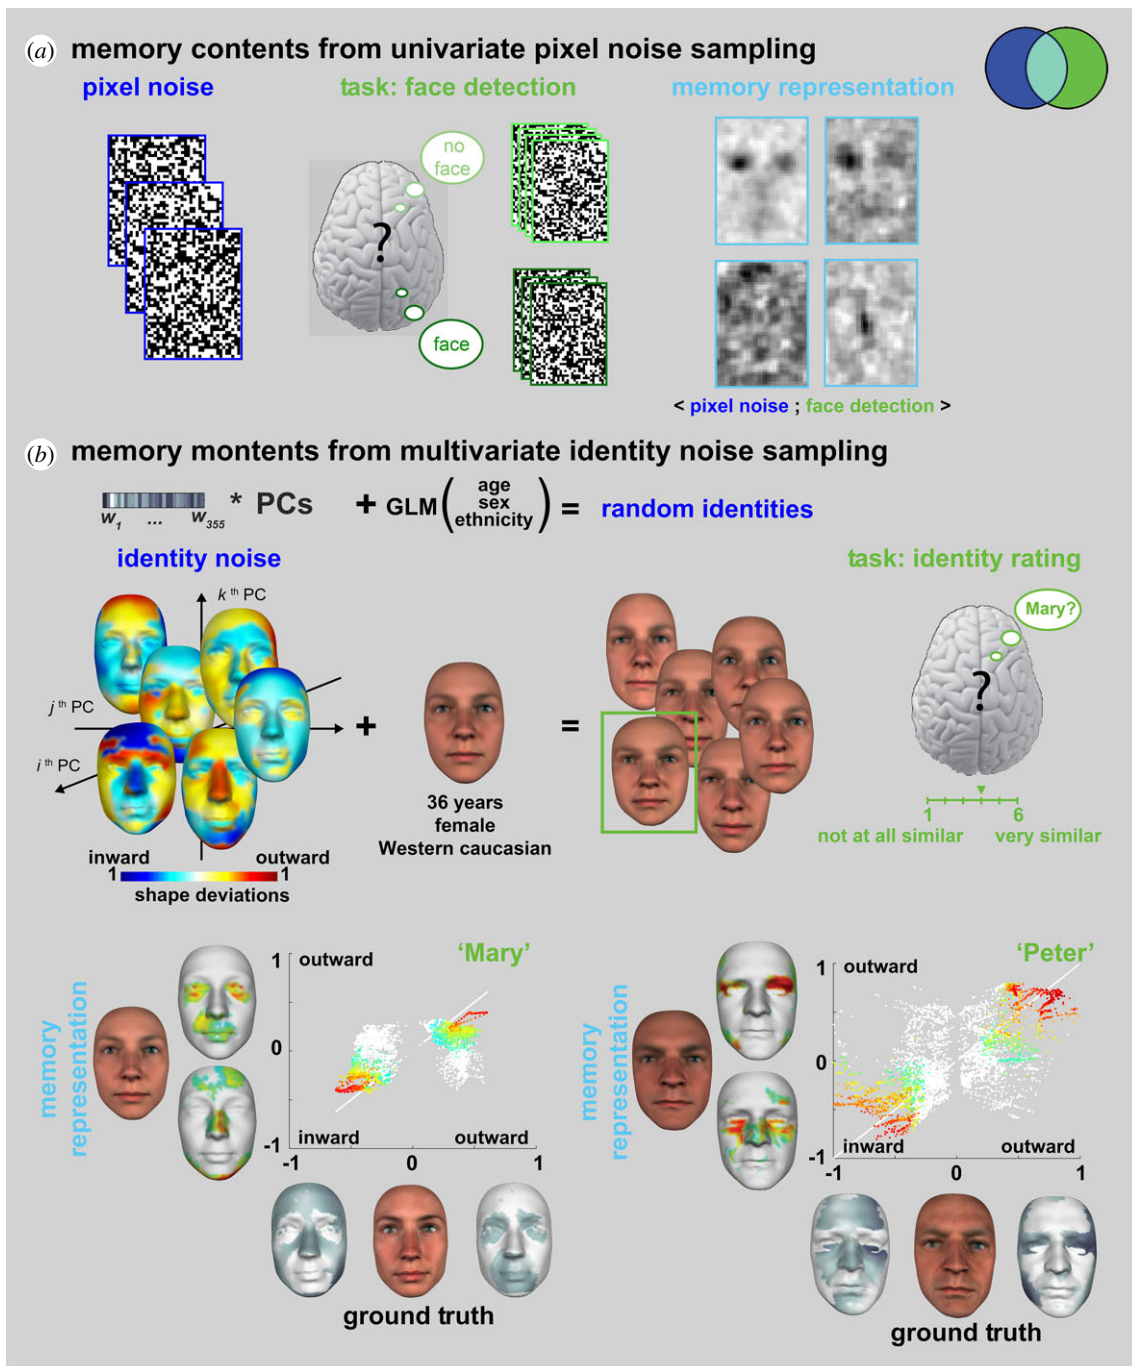 (a) memory contents from univariate pixel noise sampling
pixel noise
task: face detection
memory representation
no
face
?
face
< pixel noise ; face detection >
(b) memory montents from multivariate identity noise sampling
w1 ... w355 * PCs + GLM ( age
sex
ethnicity ) = random identities
identity noise
task: identity rating
k th PC
j th PC
i th PC
+
=
Mary?
?
36 years
female
Western caucasian
1 6
not at all similar very similar
inward outward
1 1
shape deviations
memory
representation
'Mary'
1
outward
0
-1
inward outward
-1 0 1
ground truth
memory
representation
'Peter'
1
outward
0
-1
inward outward
-1 0 1
ground truth